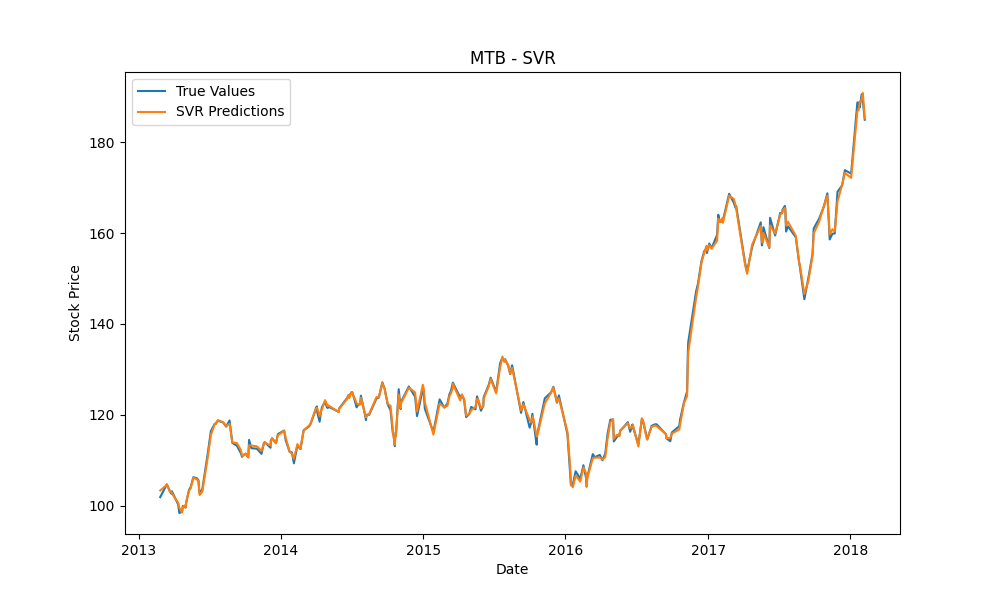 MTB - SVR
True Values
SVR Predictions
180
160
140
120
100
Stock Price
2013 2014 2015 2016 2017 2018
Date